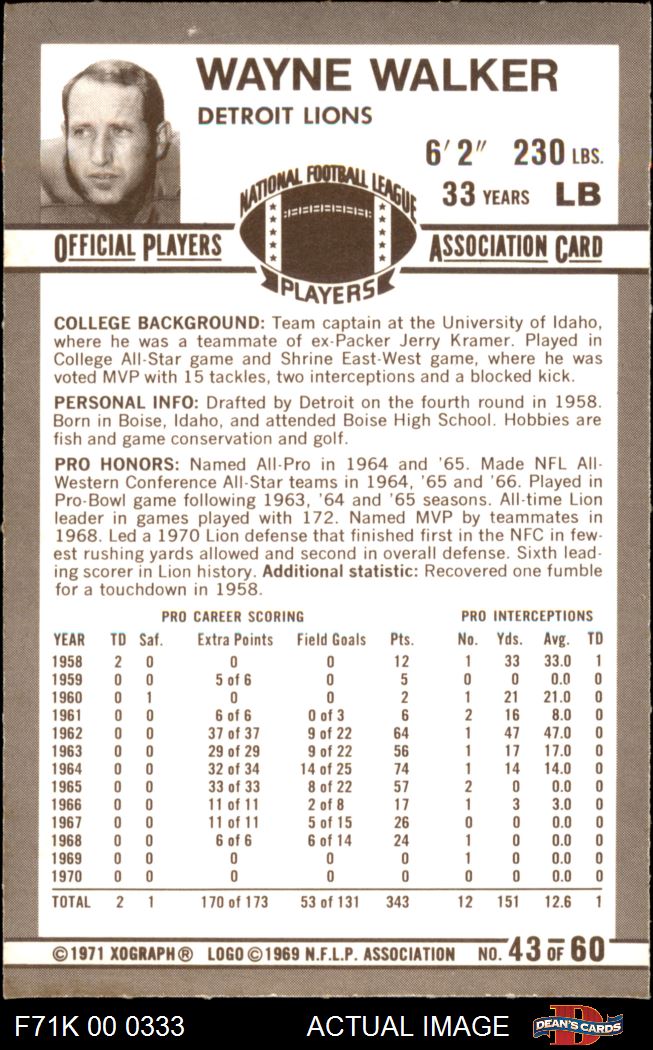 WAYNE WALKER
DETROIT LIONS
6' 2" 230 LBS.
33 YEARS LB
NATIONAL FOOTBALL LEAGUE
OFFICIAL PLAYERS ASSOCIATION CARD
PLAYERS
COLLEGE BACKGROUND: Team captain at the University of Idaho,
where he was a teammate of ex-Packer Jerry Kramer. Played in
College All-Star game and Shrine East-West game, where he was
voted MVP with 15 tackles, two interceptions and a blocked kick.
PERSONAL INFO: Drafted by Detroit on the fourth round in 1958.
Born in Boise, Idaho, and attended Boise High School. Hobbies are
fish and game conservation and golf.
PRO HONORS: Named All-Pro in 1964 and '65. Made NFL All-
Western Conference All-Star teams in 1964, '65 and '66. Played in
Pro-Bowl game following 1963, '64 and '65 seasons. All-time Lion
leader in games played with 172. Named MVP by teammates in
1968. Led a 1970 Lion defense that finished first in the NFC in few-
est rushing yards allowed and second in overall defense. Sixth lead-
ing scorer in Lion history. Additional statistic: Recovered one fumble
for a touchdown in 1958.
PRO CAREER SCORING PRO INTERCEPTIONS
YEAR TD Saf. Extra Points Field Goals Pts. No. Yds. Avg. TD
1958 2 0 0 0 12 1 33 33.0 1
1959 0 0 5 of 6 0 5 0 0 0.0 0
1960 0 1 0 0 2 1 21 21.0 0
1961 0 0 6 of 6 0 of 3 6 2 16 8.0 0
1962 0 0 37 of 37 9 of 22 64 1 47 47.0 0
1963 0 0 29 of 29 9 of 22 56 1 17 17.0 0
1964 0 0 32 of 34 14 of 25 74 1 14 14.0 0
1965 0 0 33 of 33 8 of 22 57 2 0 0.0 0
1966 0 0 11 of 11 2 of 8 17 1 3 3.0 0
1967 0 0 11 of 11 5 of 15 26 0 0 0.0 0
1968 0 0 6 of 6 6 of 14 24 1 0 0.0 0
1969 0 0 0 0 0 1 0 0.0 0
1970 0 0 0 0 0 0 0 0.0 0
TOTAL 2 1 170 of 173 53 of 131 343 12 151 12.6 1
©1971 XOGRAPH® LOGO©1969 N.F.L.P. ASSOCIATION NO. 43 OF 60
F71K 00 0333 ACTUAL IMAGE D DEAN'S CARDS